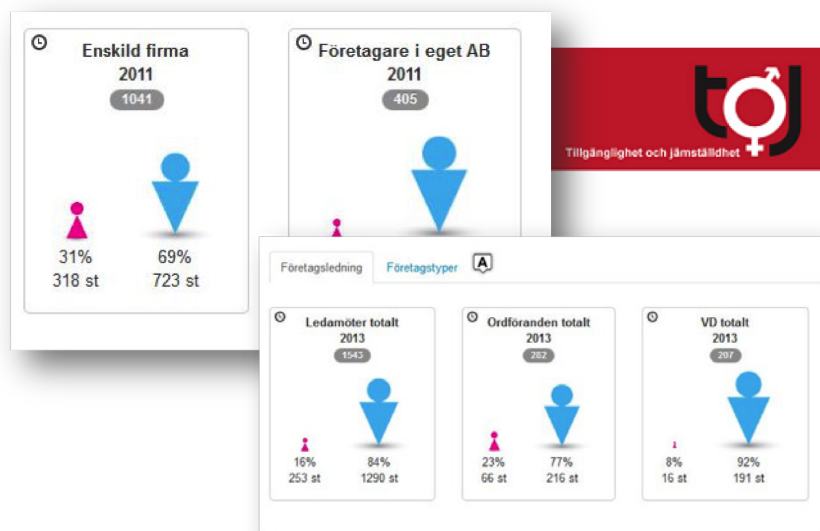 Enskild firma
2011
1041
31%
318 st
69%
723 st
Företagare i eget AB
2011
405
toj
Tillgänglighet och jämställdhet
Företagsledning
Företagstyper
A
Ledamöter totalt
2013
1543
16%
253 st
84%
1290 st
Ordföranden totalt
2013
282
23%
66 st
77%
216 st
VD totalt
2013
207
8%
16 st
92%
191 st